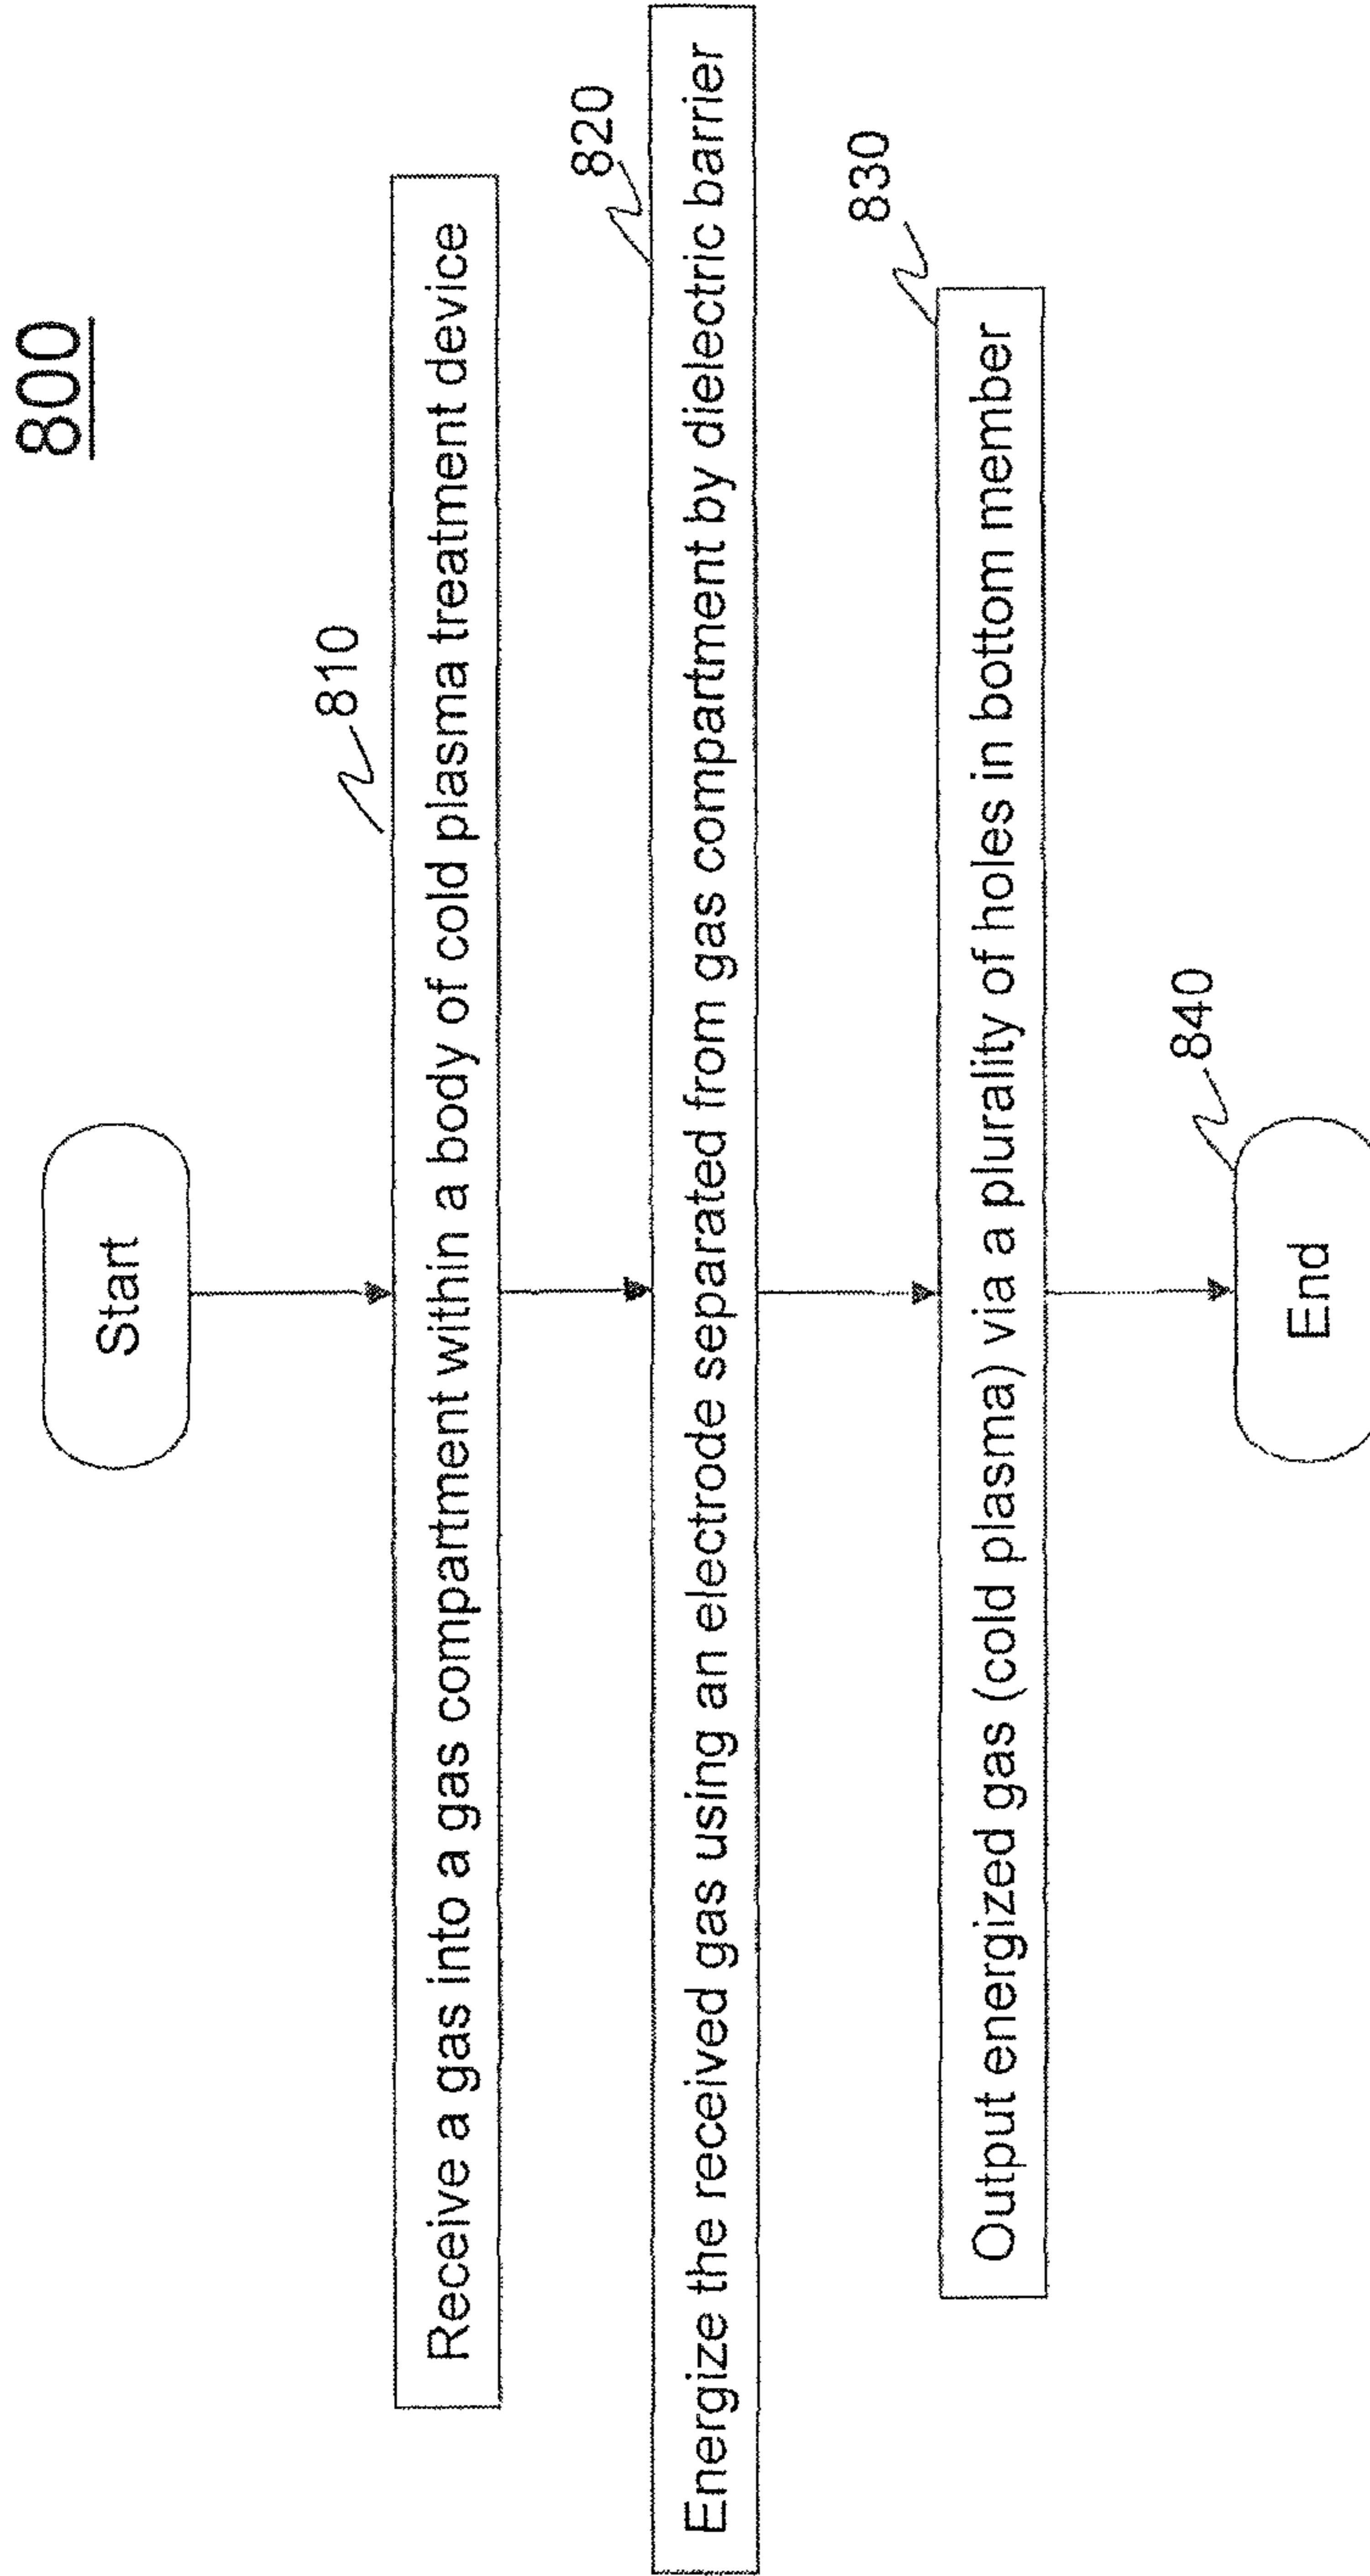 800
Start
810
Receive a gas into a gas compartment within a body of cold plasma treatment device
820
Energize the received gas using an electrode separated from gas compartment by dielectric barrier
830
Output energized gas (cold plasma) via a plurality of holes in bottom member
840
End